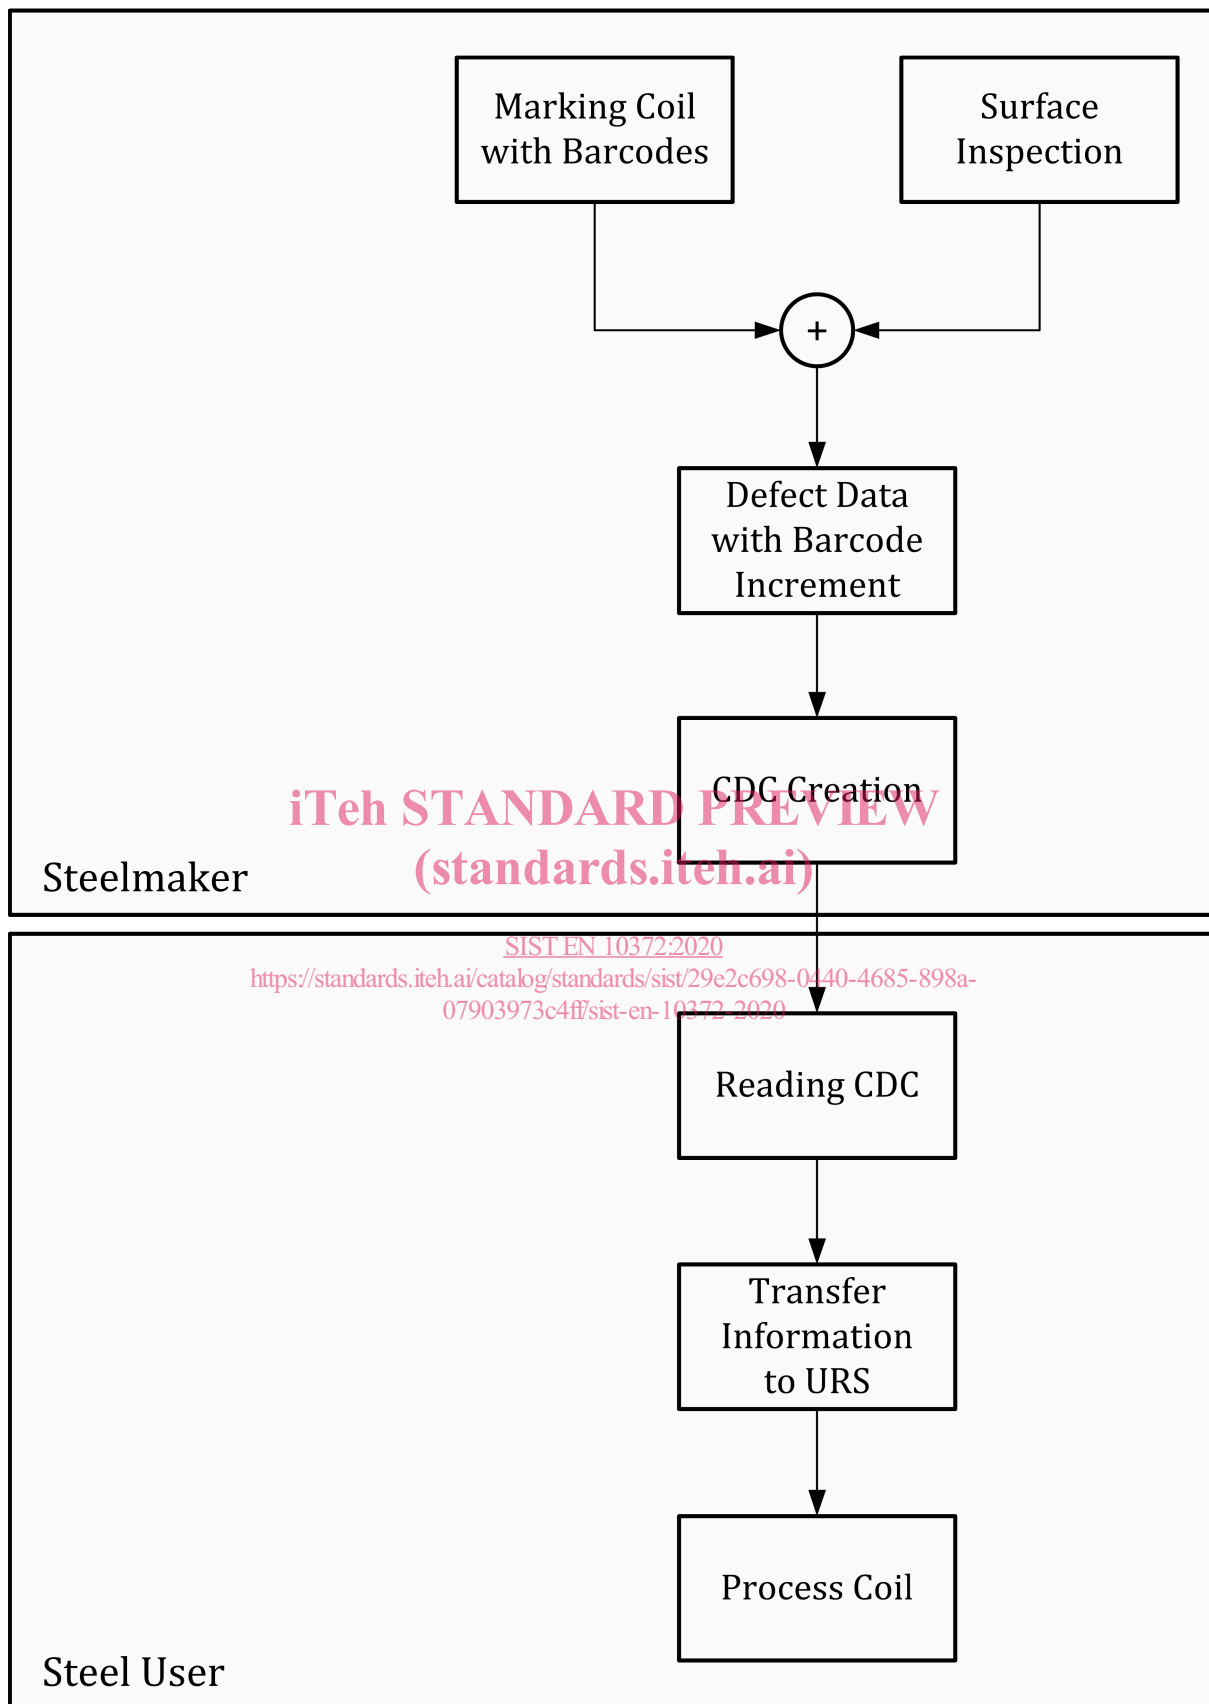 Marking Coil
with Barcodes
Surface
Inspection
+
Defect Data
with Barcode
Increment
CDC Creation
iTeh STANDARD PREVIEW
(standards.iteh.ai)
Steelmaker
SIST EN 10372:2020
https://standards.iteh.ai/catalog/standards/sist/29e2c698-0440-4685-898a-
07903973c4ff/sist-en-10372-2020
Reading CDC
Transfer
Information
to URS
Process Coil
Steel User